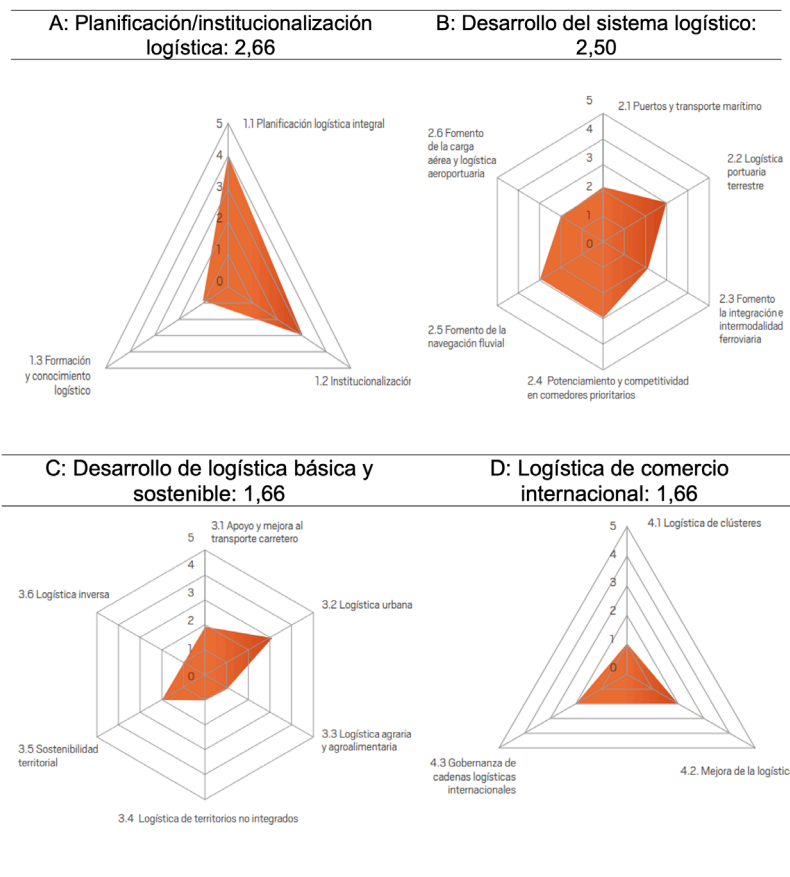 A: Planificación/institucionalización
logística: 2,66
B: Desarrollo del sistema logístico:
2,50
5
4
3
2
1
0
1.1 Planificación logística integral
1.2 Institucionalización
1.3 Formación
y conocimiento
logístico
5
4
3
2
1
0
2.1 Puertos y transporte marítimo
2.2 Logística
portuaria
terrestre
2.3 Fomento
la integración e
intermodalidad
ferroviaria
2.4 Potenciamiento y competitividad
en comedores prioritarios
2.5 Fomento de la
navegación fluvial
2.6 Fomento
de la carga
aérea y logística
aeroportuaria
C: Desarrollo de logística básica y
sostenible: 1,66
D: Logística de comercio
internacional: 1,66
5
4
3
2
1
0
3.1 Apoyo y mejora al
transporte carretero
3.2 Logística urbana
3.3 Logística agraria
y agroalimentaria
3.4 Logística de territorios no integrados
3.5 Sostenibilidad
territorial
3.6 Logística inversa
5
4
3
2
1
0
4.1 Logística de clústeres
4.2. Mejora de la logístic
4.3 Gobernanza de
cadenas logísticas
internacionales